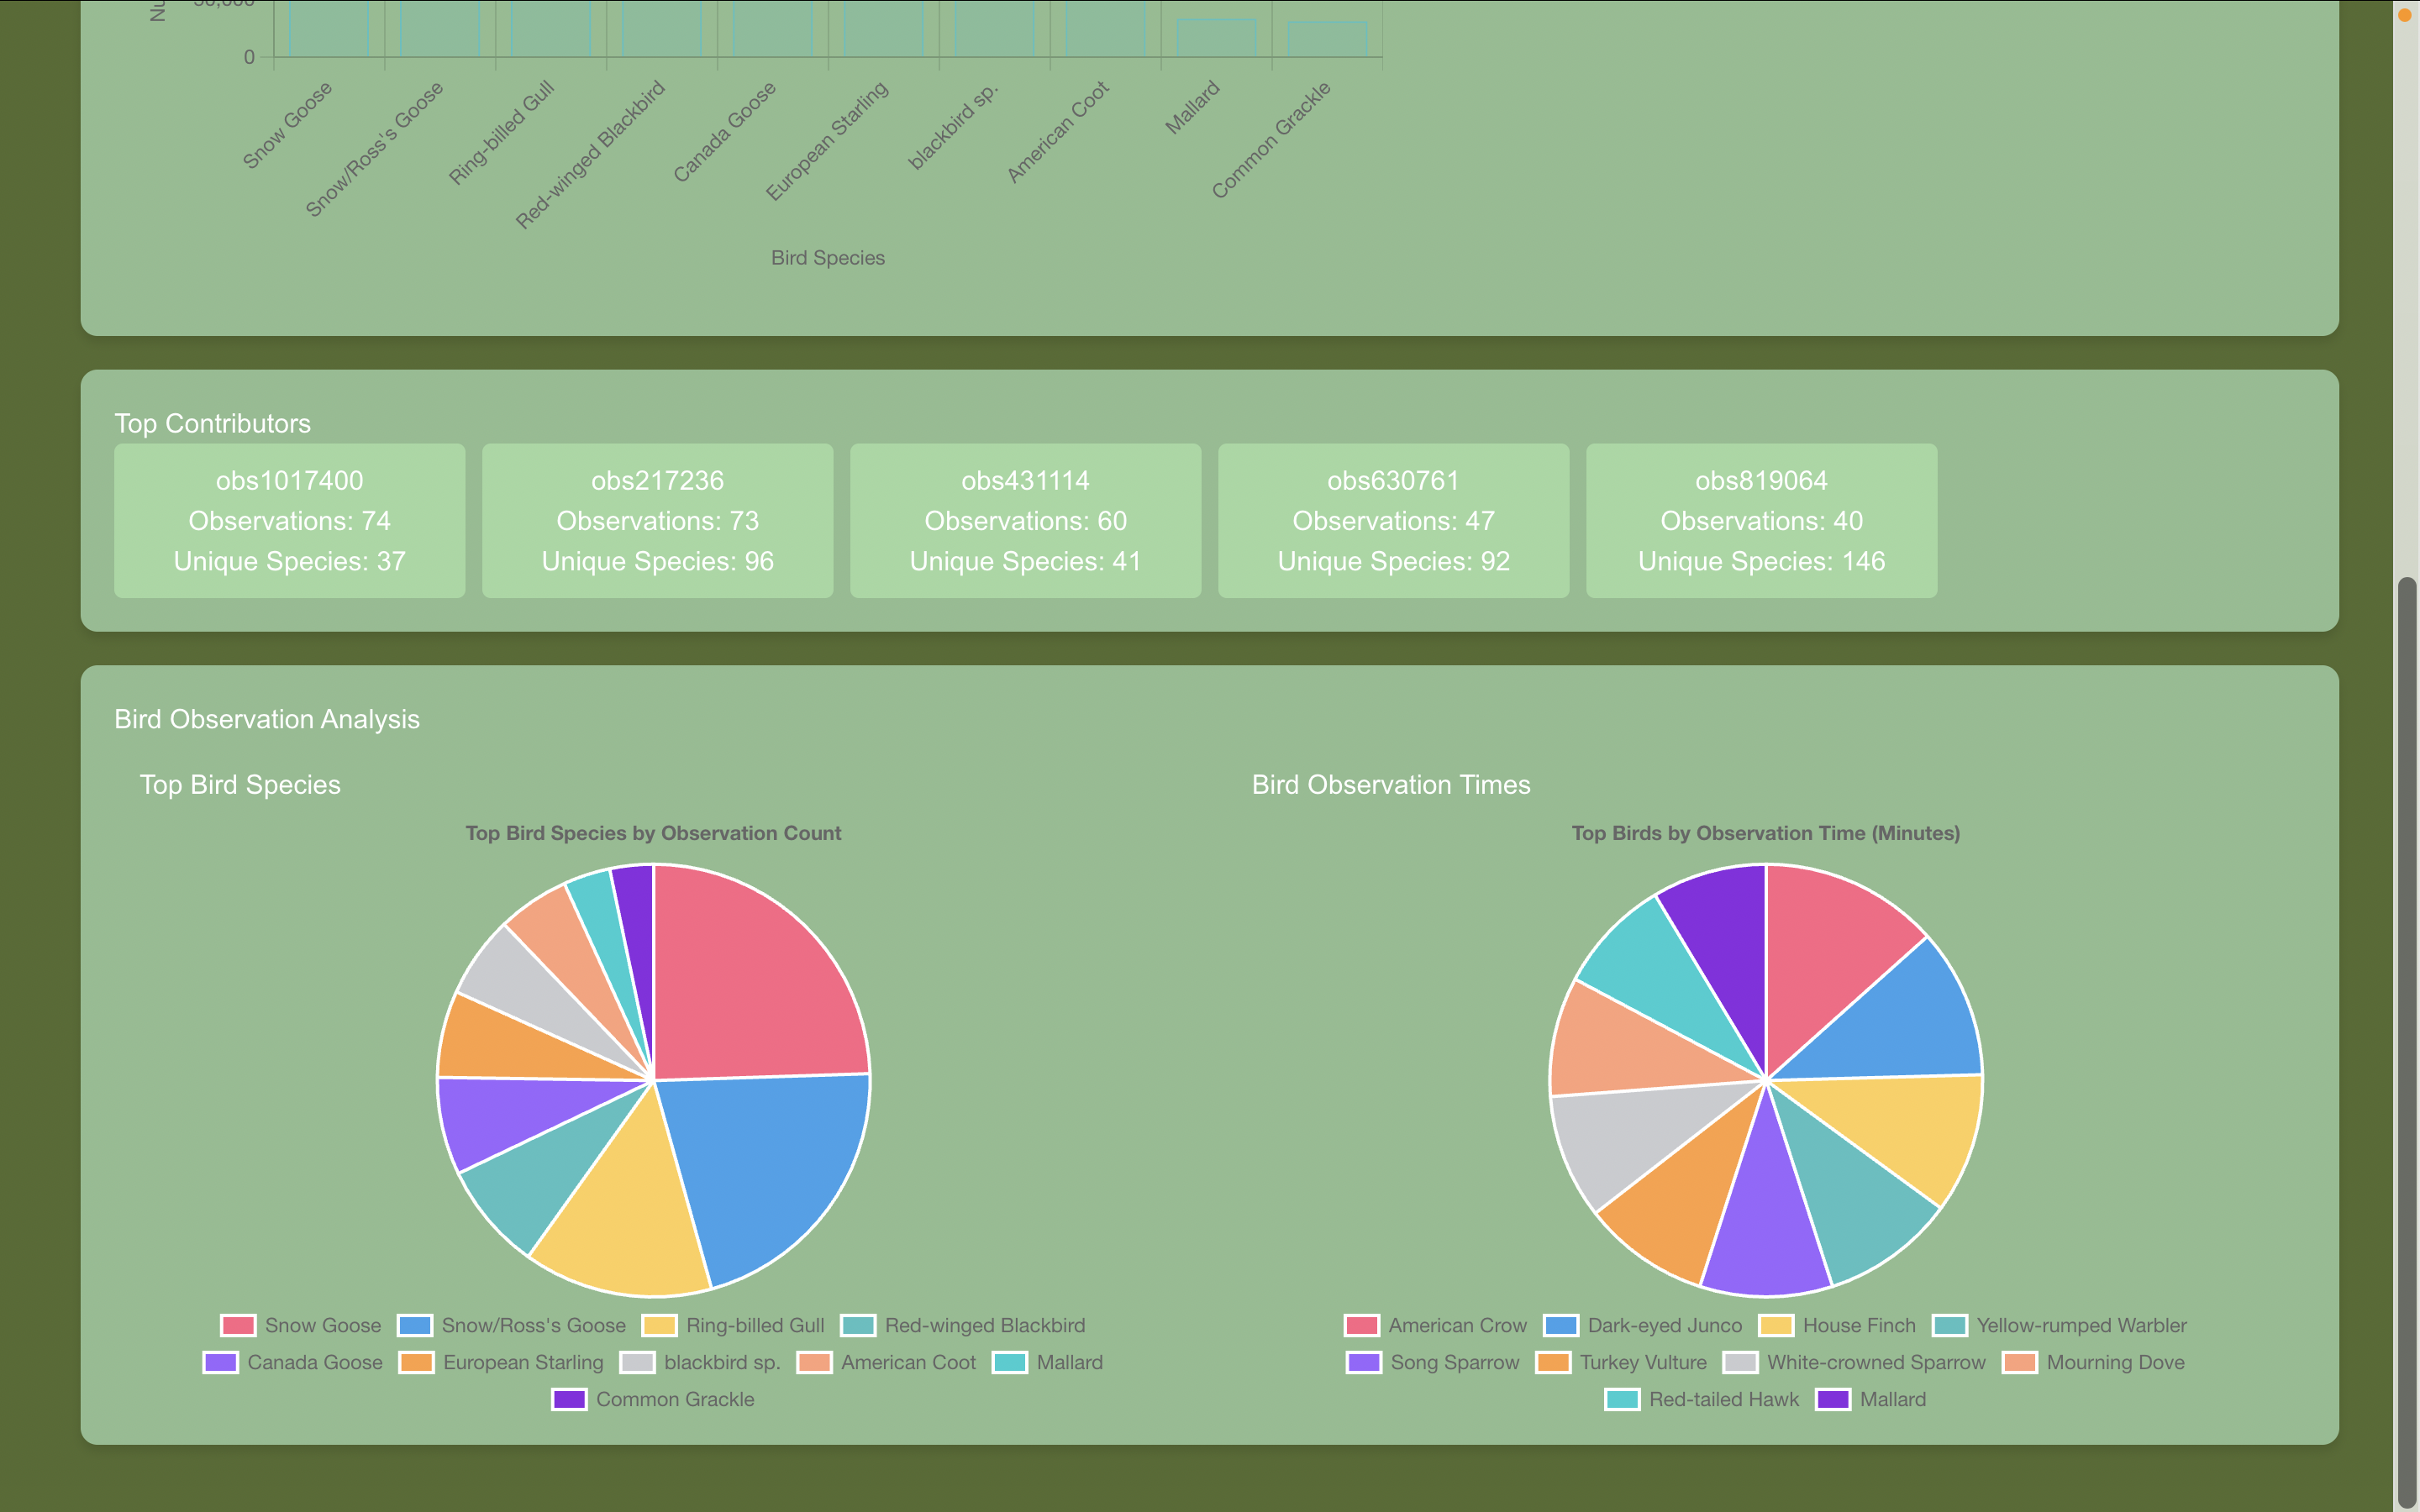 0
Snow Goose
Snow/Ross's Goose
Ring-billed Gull
Red-winged Blackbird
Canada Goose
European Starling
blackbird sp.
American Coot
Mallard
Common Grackle
Bird Species
Top Contributors
obs1017400
Observations: 74
Unique Species: 37
obs217236
Observations: 73
Unique Species: 96
obs431114
Observations: 60
Unique Species: 41
obs630761
Observations: 47
Unique Species: 92
obs819064
Observations: 40
Unique Species: 146
Bird Observation Analysis
Top Bird Species
Top Bird Species by Observation Count
Snow Goose Snow/Ross's Goose Ring-billed Gull Red-winged Blackbird
Canada Goose European Starling blackbird sp. American Coot Mallard
Common Grackle
Bird Observation Times
Top Birds by Observation Time (Minutes)
American Crow Dark-eyed Junco House Finch Yellow-rumped Warbler
Song Sparrow Turkey Vulture White-crowned Sparrow Mourning Dove
Red-tailed Hawk Mallard